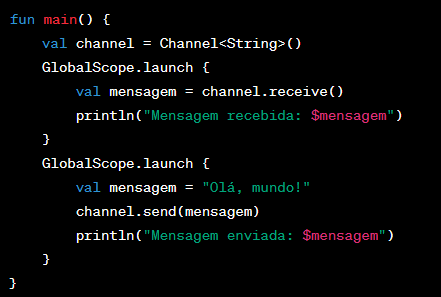 fun main() {
    val channel = Channel<String>()
    GlobalScope.launch {
        val mensagem = channel.receive()
        println("Mensagem recebida: $mensagem")
    }
    GlobalScope.launch {
        val mensagem = "Olá, mundo!"
        channel.send(mensagem)
        println("Mensagem enviada: $mensagem")
    }
}